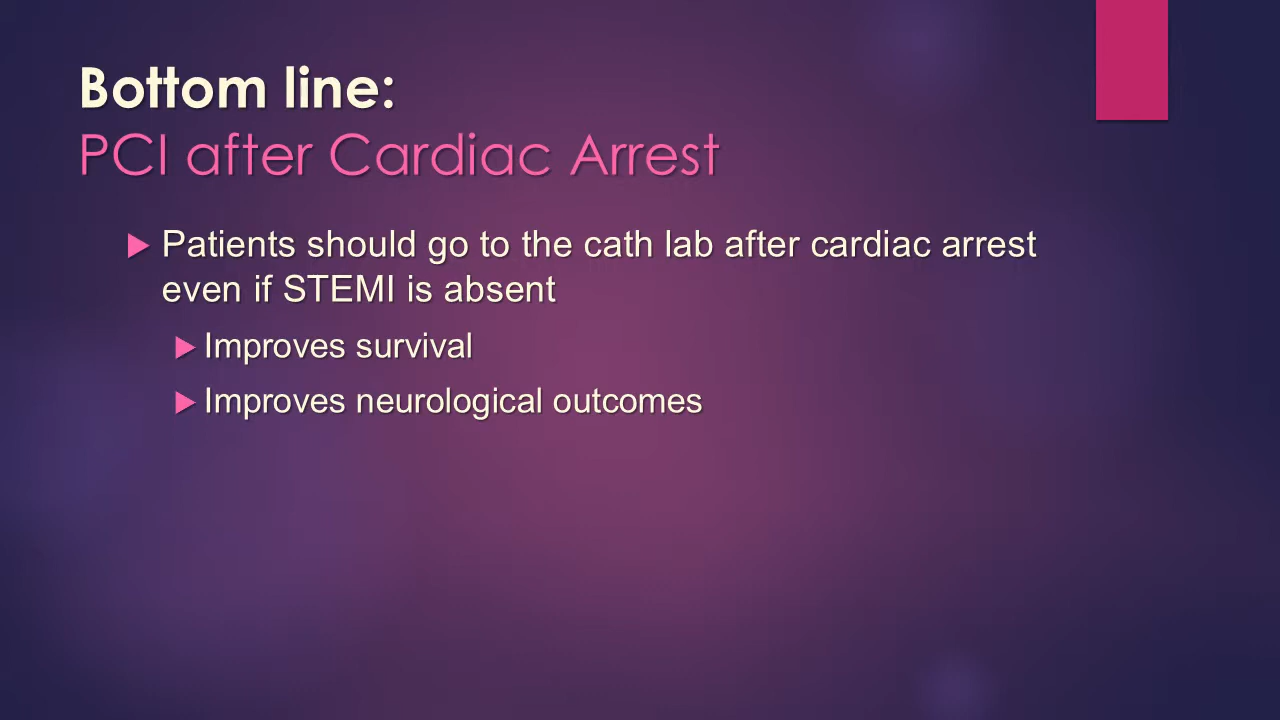 Bottom line:
PCI after Cardiac Arrest
Patients should go to the cath lab after cardiac arrest
even if STEMI is absent
Improves survival
Improves neurological outcomes